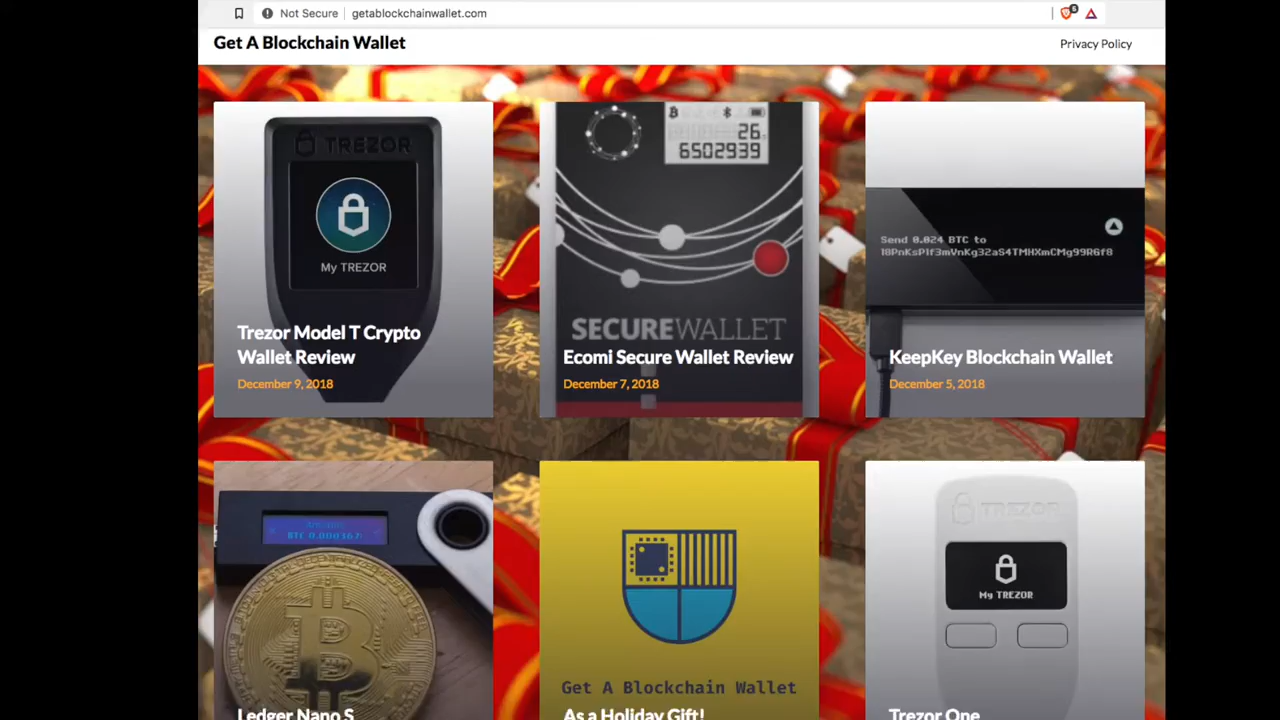 Not Secure getablockchainwallet.com
6
Get A Blockchain Wallet
Privacy Policy
TREZOR
My TREZOR
Trezor Model T Crypto
Wallet Review
December 9, 2018
26
6502939
SECUREWALLET
Ecomi Secure Wallet Review
December 7, 2018
Send 0.024 BTC to
KeepKey Blockchain Wallet
December 5, 2018
Ledger Nano S
Get A Blockchain Wallet
As a Holiday Gift!
TREZOR
My TREZOR
Trezor One